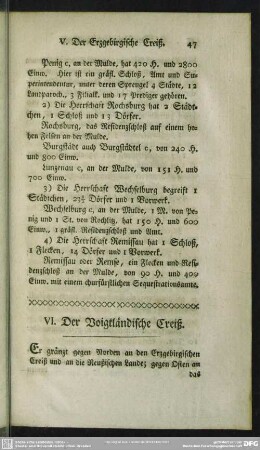 V. Der Erzgebirgische Creiß. 47
Penig c. an der Mulde, hat 420 H. und 2800
Einw. Hier ist ein gräfl. Schloß, Amt und Su-
perintendentur, unter deren Sprengel 4 Städte, 12
Landparoch., 3 Filialk. und 17 Prediger gehören.
2) Die Herrschaft Rochsburg hat 2 Städt-
chen, 1 Schloß und 13 Dörfer.
Rochsburg, das Residenzschloß auf einem ho-
hen Felsen an der Mulde.
Burgstädt auch Burgstädtel c, von 240 H.
und 800 Einw.
Lunzenau c, an der Mulde, von 151 H. und
700 Einw.
3) Die Herrschaft Wechselburg begreift 1
Städtchen, 23½ Dörfer und 1 Vorwerk.
Wechselburg c, an der Mulde, 1 M. von Pe-
nig und 1 St. von Rochlitz, hat 150 H. und 600
Einw., 1 gräfl. Residenzschloß und Amt.
4) Die Herrschaft Remissau hat 1 Schloß,
1 Flecken, 14 Dörfer und 1 Vorwerk.
Remissau oder Remse, ein Flecken und Resi-
denzschloß an der Mulde, von 90 H. und 409
Einw. mit einem churfürstlichen Sequestrationsamte.
VI. Der Voigtländische Creiß.
Er gränzt gegen Norden an den Erzgebirgischen
Creiß und an die Reußischen Lande; gegen Osten an
das